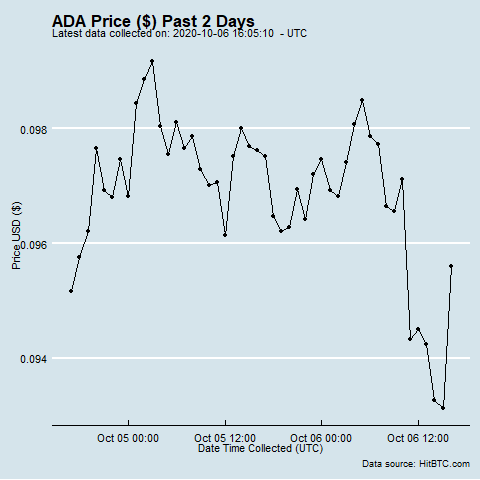 ADA Price ($) Past 2 Days
Latest data collected on: 2020-10-06 16:05:10 - UTC
0.098
0.096
0.094
Price USD ($)
Oct 05 00:00 Oct 05 12:00 Oct 06 00:00 Oct 06 12:00
Date Time Collected (UTC)
Data source: HitBTC.com